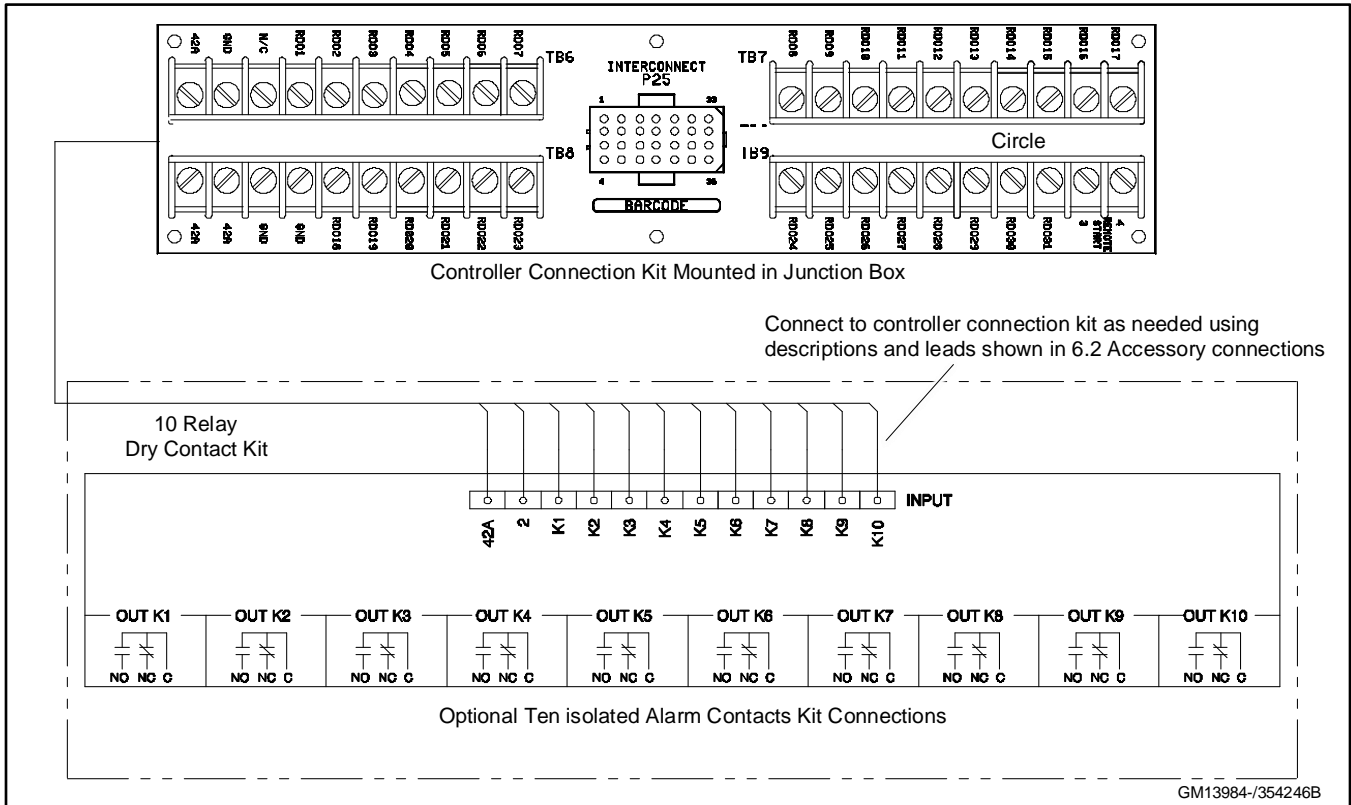 42A GND N/C RDO1 RDO2 RDO3 RDO4 RDO5 RDO6 RDO7
TB6
INTERCONNECT
P25
1 33
4 36
BARCODE
TB7
RDO8 RDO9 RDO10 RDO11 RDO12 RDO13 RDO14 RDO15 RDO16 RDO17
Circle
TB8
TB9
42A 42A GND GND RDO18 RDO19 RDO20 RDO21 RDO22 RDO23
RDO24 RDO25 RDO26 RDO27 RDO28 RDO29 RDO30 RDO31 3 REMOTE START 4
Controller Connection Kit Mounted in Junction Box
Connect to controller connection kit as needed using
descriptions and leads shown in 6.2 Accessory connections
10 Relay
Dry Contact Kit
INPUT
42A 2 K1 K2 K3 K4 K5 K6 K7 K8 K9 K10
OUT K1 OUT K2 OUT K3 OUT K4 OUT K5 OUT K6 OUT K7 OUT K8 OUT K9 OUT K10
NO NC C NO NC C NO NC C NO NC C NO NC C NO NC C NO NC C NO NC C NO NC C NO NC C
Optional Ten isolated Alarm Contacts Kit Connections
GM13984-/354246B